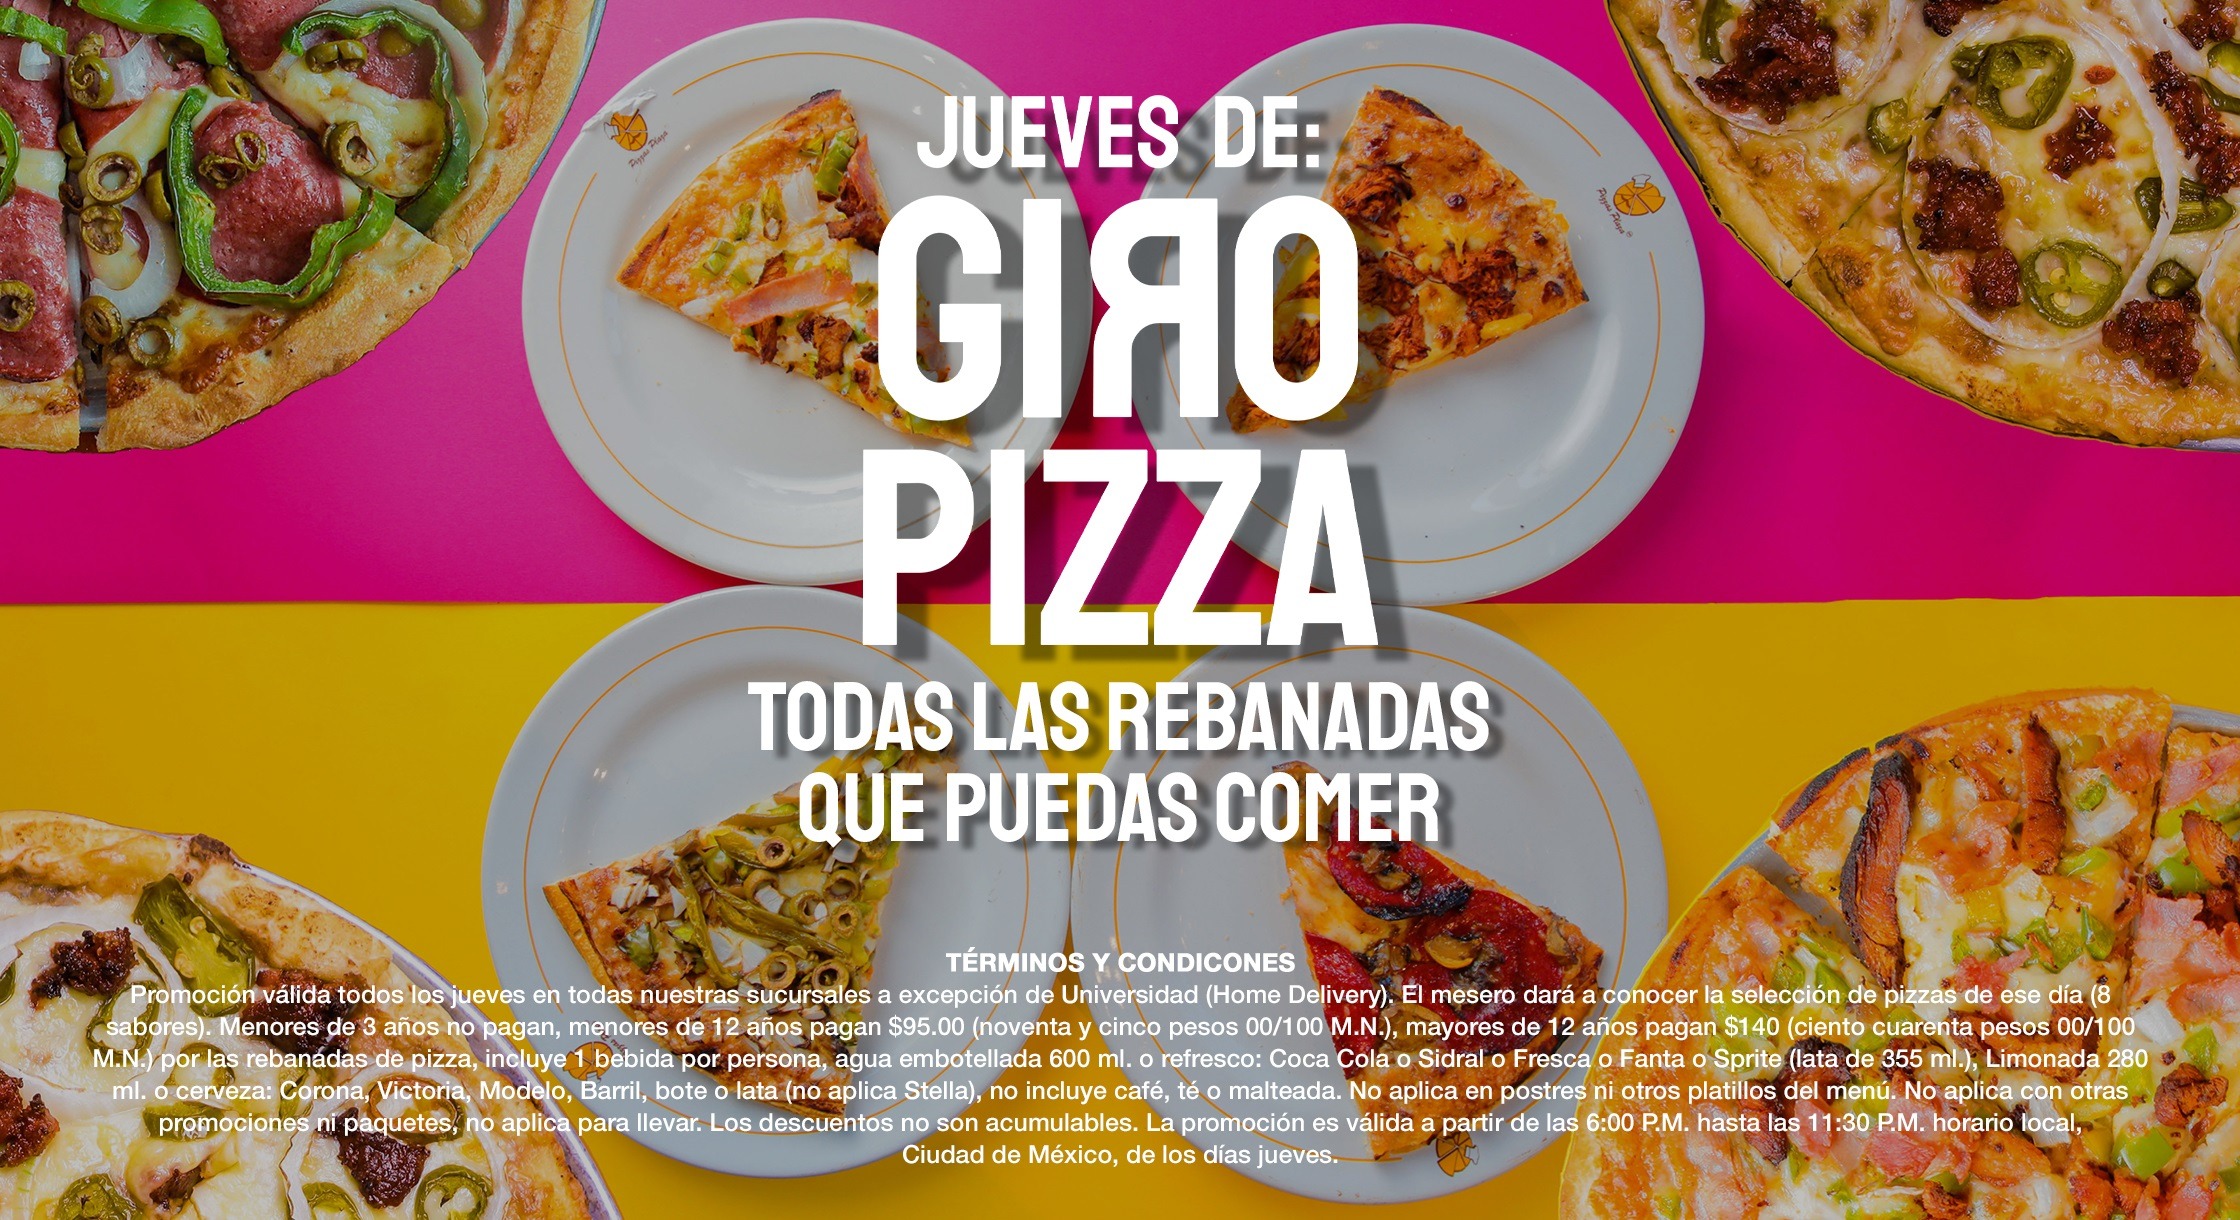 JUEVES DE:
GIRO
PIZZA
TODAS LAS REBANADAS
QUE PUEDAS COMER
TÉRMINOS Y CONDICONES
Promoción válida todos los jueves en todas nuestras sucursales a excepción de Universidad (Home Delivery). El mesero dará a conocer la selección de pizzas de ese día (8
sabores). Menores de 3 años no pagan, menores de 12 años pagan $95.00 (noventa y cinco pesos 00/100 M.N.), mayores de 12 años pagan $140 (ciento cuarenta pesos 00/100
M.N.) por las rebanadas de pizza, incluye 1 bebida por persona, agua embotellada 600 ml. o refresco: Coca Cola o Sidral o Fresca o Fanta o Sprite (lata de 355 ml.), Limonada 280
ml. o cerveza: Corona, Victoria, Modelo, Barril, bote o lata (no aplica Stella), no incluye café, té o malteada. No aplica en postres ni otros platillos del menú. No aplica con otras
promociones ni paquetes, no aplica para llevar. Los descuentos no son acumulables. La promoción es válida a partir de las 6:00 P.M. hasta las 11:30 P.M. horario local,
Ciudad de México, de los días jueves.
Pizzas Plaza
Pizzas Plaza ®